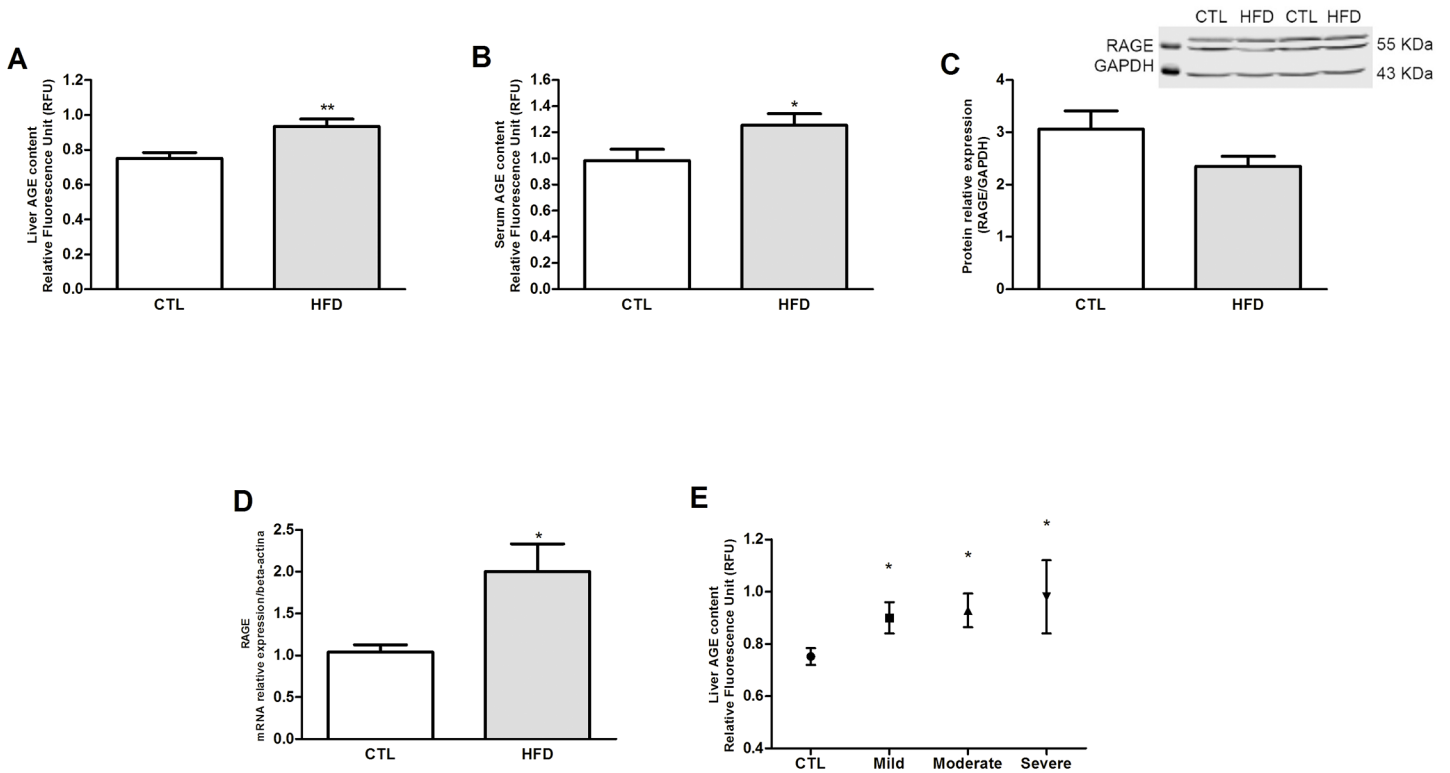 A
Liver AGE content
Relative Fluorescence Unit (RFU)
1.2
1.0
0.8
0.6
0.4
0.2
0.0
**
CTL HFD
B
Serum AGE content
Relative Fluorescence Unit (RFU)
1.6
1.4
1.2
1.0
0.8
0.6
0.4
0.2
0.0
*
CTL HFD
C
CTL HFD CTL HFD
RAGE 55 KDa
GAPDH 43 KDa
Protein relative expression
(RAGE/GAPDH)
4
3
2
1
0
CTL HFD
D
RAGE
mRNA relative expression/beta-actina
2.5
2.0
1.5
1.0
0.5
0.0
*
CTL HFD
E
Liver AGE content
Relative Fluorescence Unit (RFU)
1.2
1.0
0.8
0.6
0.4
* * *
CTL Mild Moderate Severe